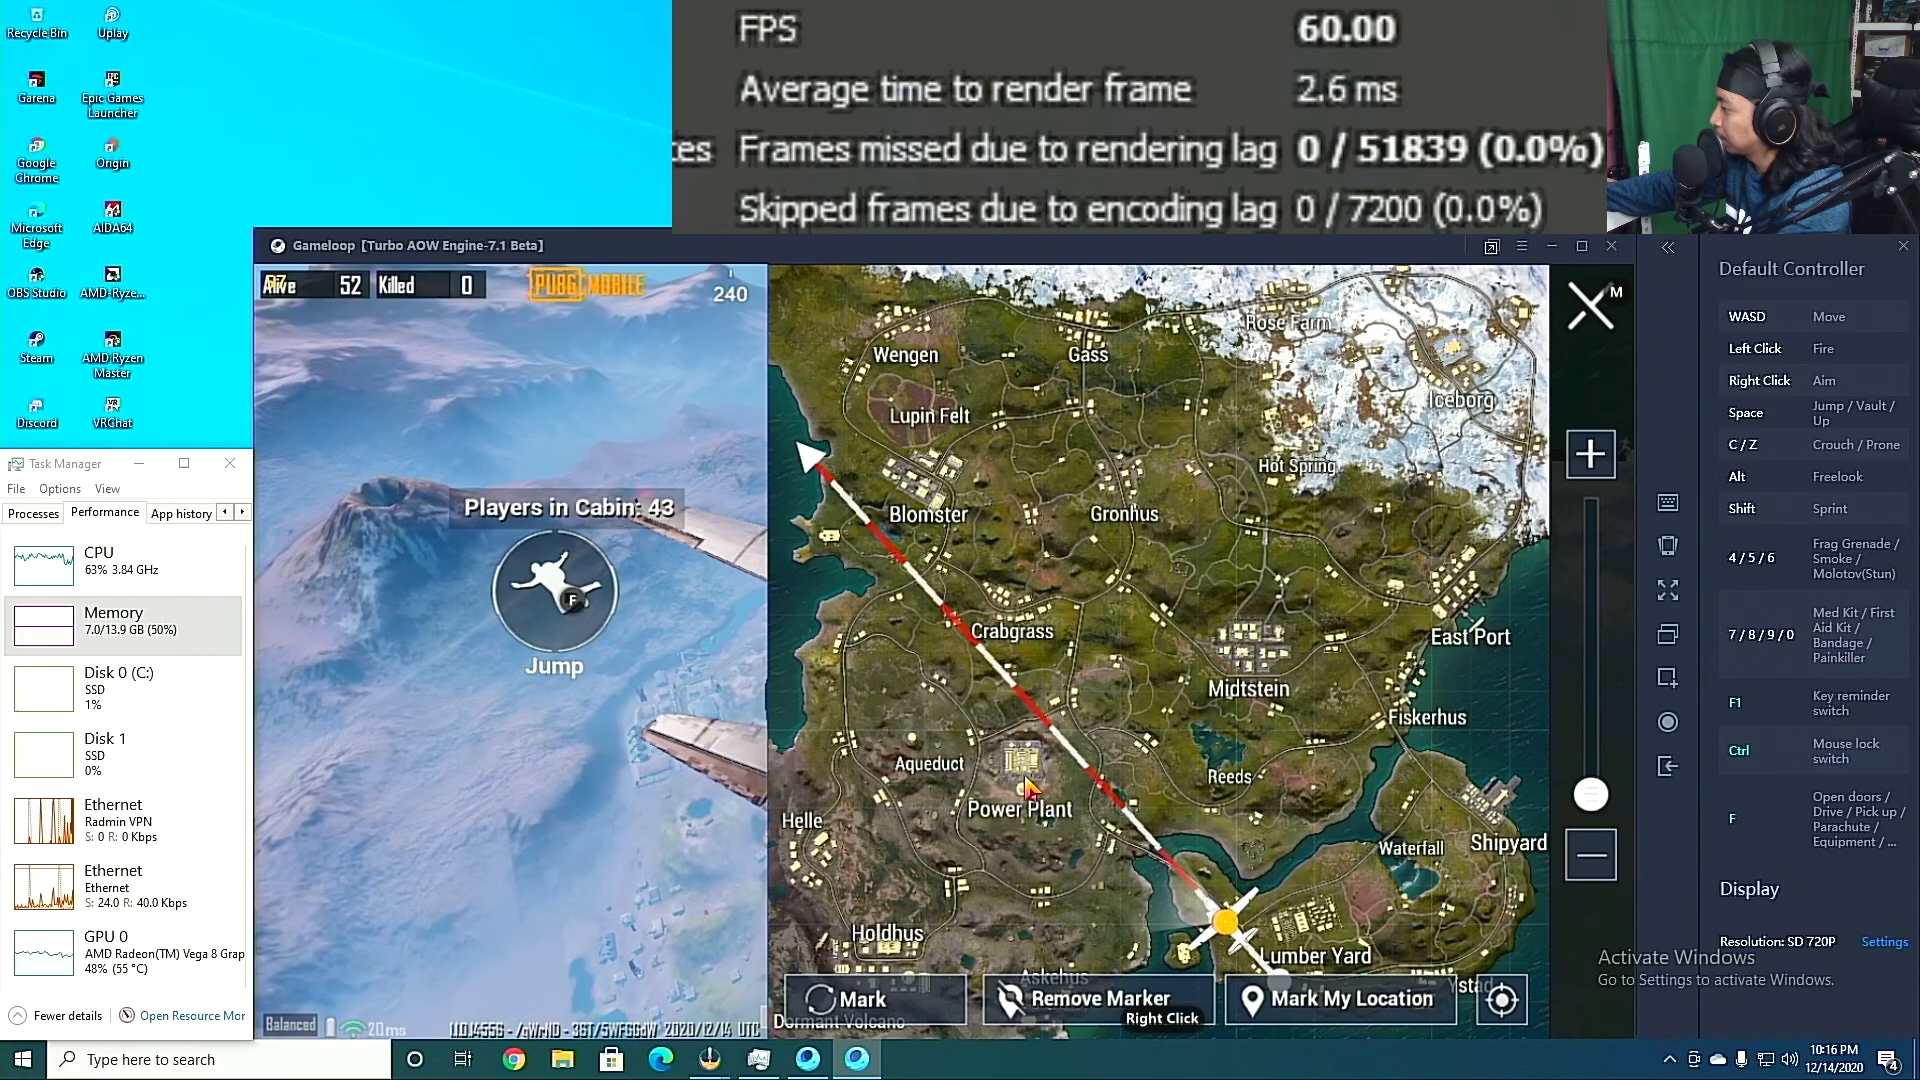 Recycle Bin
Uplay
Garena
Epic Games
Launcher
Google
Chrome
Origin
Microsoft
Edge
AIDA64
OBS Studio
AMD-Ryze...
Steam
AMD Ryzen
Master
Discord
VRChat
FPS 60.00
Average time to render frame 2.6 ms
Frames missed due to rendering lag 0 / 51839 (0.0%)
Skipped frames due to encoding lag 0 / 7200 (0.0%)
Gameloop [Turbo AOW Engine-7.1 Beta]
Alive 52 Killed 0
PUBG MOBILE
240
Players in Cabin: 43
F
Jump
Balanced
20ms
2020/12/14 UTC
Rose Farm
Wengen
Gass
Lupin Felt
Iceborg
Hot Spring
Blomster
Gronhus
Crabgrass
East Port
Midtstein
Fiskerhus
Aqueduct
Reeds
Power Plant
Helle
Waterfall
Shipyard
Holdhus
Lumber Yard
Askehus
Ystad
Mark
Remove Marker
Right Click
Mark My Location
Dormant Volcano
M
Default Controller
WASD Move
Left Click Fire
Right Click Aim
Space Jump / Vault /
Up
C / Z Crouch / Prone
Alt Freelook
Shift Sprint
4 / 5 / 6 Frag Grenade /
Smoke /
Molotov(Stun)
7 / 8 / 9 / 0 Med Kit / First
Aid Kit /
Bandage /
Painkiller
F1 Key reminder
switch
Ctrl Mouse lock
switch
F Open doors /
Drive / Pick up /
Parachute /
Equipment / ...
Display
Resolution: SD 720P Settings
Activate Windows
Go to Settings to activate Windows.
Task Manager
File Options View
Processes Performance App history
CPU
63% 3.84 GHz
Memory
7.0/13.9 GB (50%)
Disk 0 (C:)
SSD
1%
Disk 1
SSD
0%
Ethernet
Radmin VPN
S: 0 R: 0 Kbps
Ethernet
Ethernet
S: 24.0 R: 40.0 Kbps
GPU 0
AMD Radeon(TM) Vega 8 Grap
48% (55 °C)
Fewer details Open Resource Mor
Type here to search
10:16 PM
12/14/2020
4